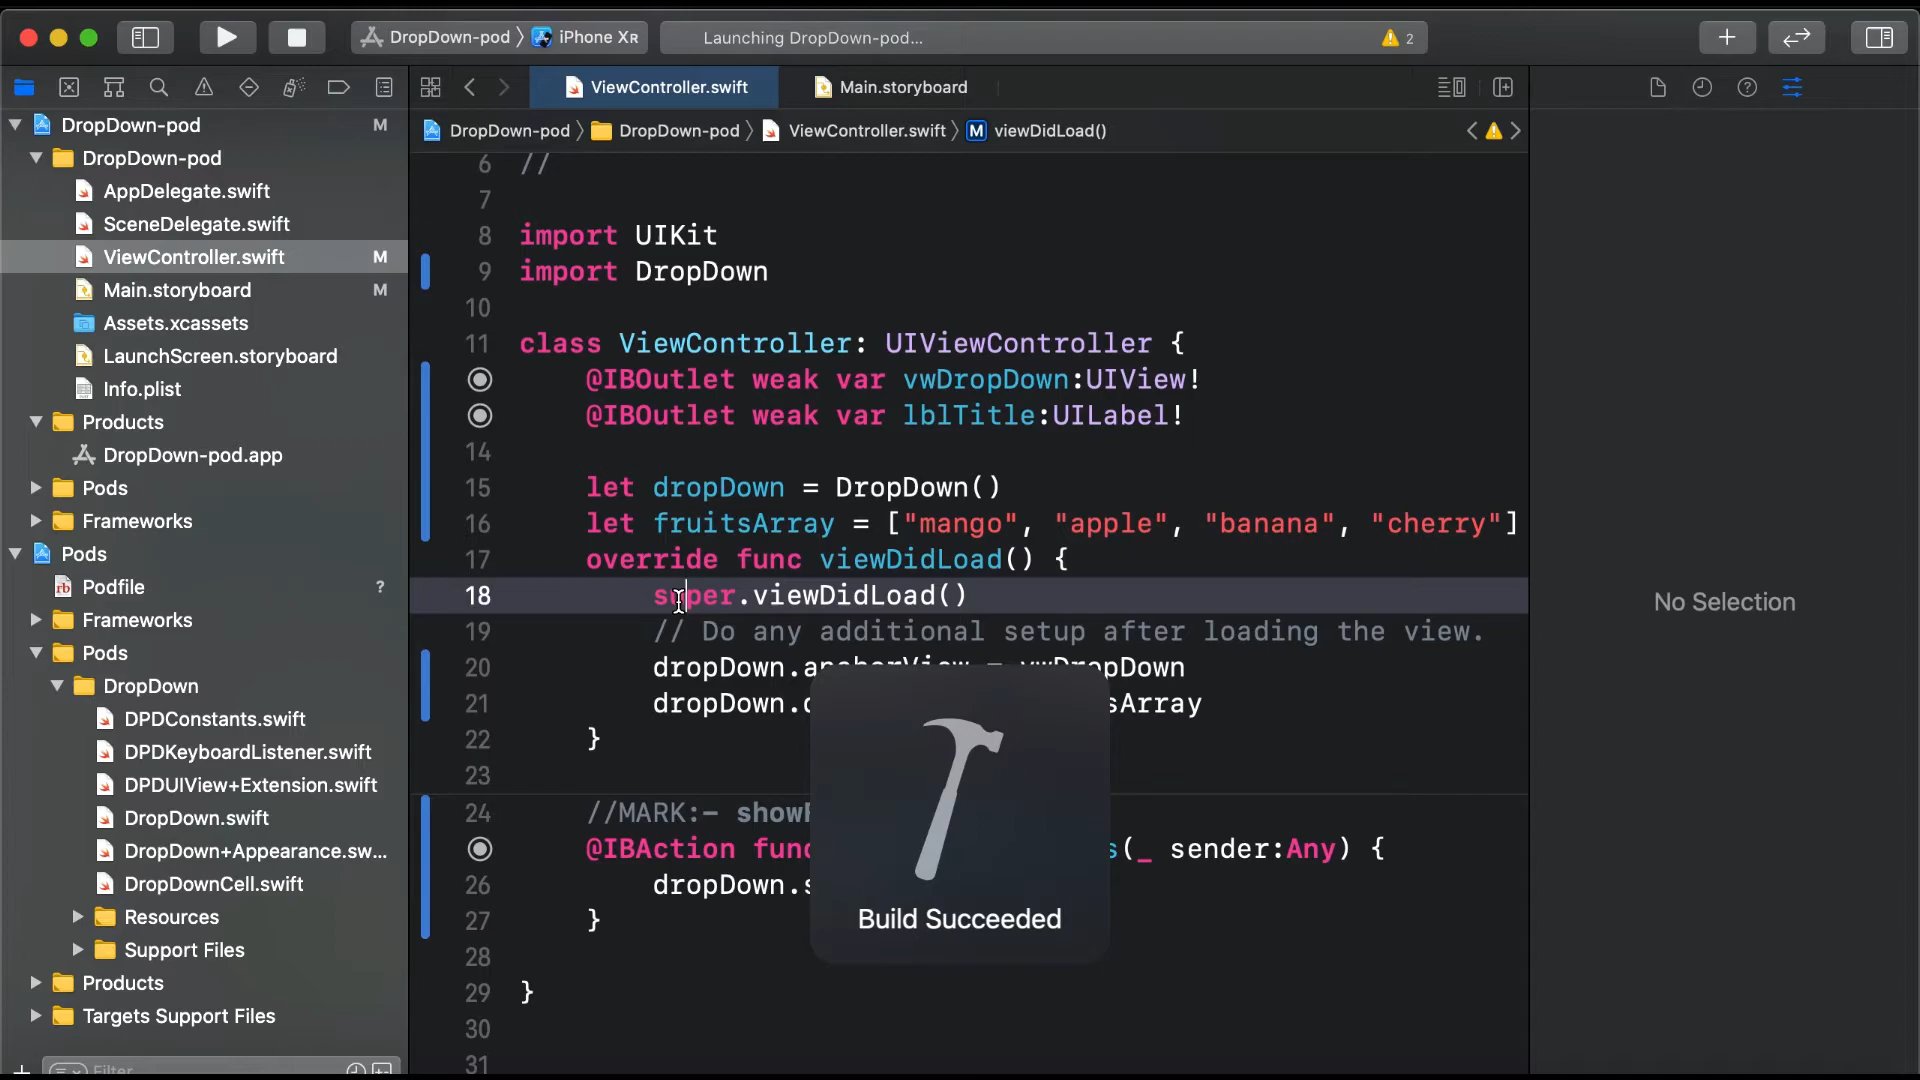 DropDown-pod 〉 iPhone XR
Launching DropDown-pod...
2
ViewController.swift
Main.storyboard
DropDown-pod 〉 DropDown-pod 〉 ViewController.swift 〉 M viewDidLoad()
DropDown-pod M
DropDown-pod
AppDelegate.swift
SceneDelegate.swift
ViewController.swift M
Main.storyboard M
Assets.xcassets
LaunchScreen.storyboard
Info.plist
Products
DropDown-pod.app
Pods
Frameworks
Pods
Podfile ?
Frameworks
Pods
DropDown
DPDConstants.swift
DPDKeyboardListener.swift
DPDUIView+Extension.swift
DropDown.swift
DropDown+Appearance.sw...
DropDownCell.swift
Resources
Support Files
Products
Targets Support Files
Filter
6 //
7
8 import UIKit
9 import DropDown
10
11 class ViewController: UIViewController {
@IBOutlet weak var vwDropDown:UIView!
@IBOutlet weak var lblTitle:UILabel!
14
15 let dropDown = DropDown()
16 let fruitsArray = ["mango", "apple", "banana", "cherry"]
17 override func viewDidLoad() {
18 super.viewDidLoad()
19 // Do any additional setup after loading the view.
20 dropDown.anchorView = vwDropDown
21 dropDown. sArray
22 }
23
24 //MARK:- show
@IBAction func s(_ sender:Any) {
26 dropDown.s
27 }
28
29 }
30
31
Build Succeeded
No Selection